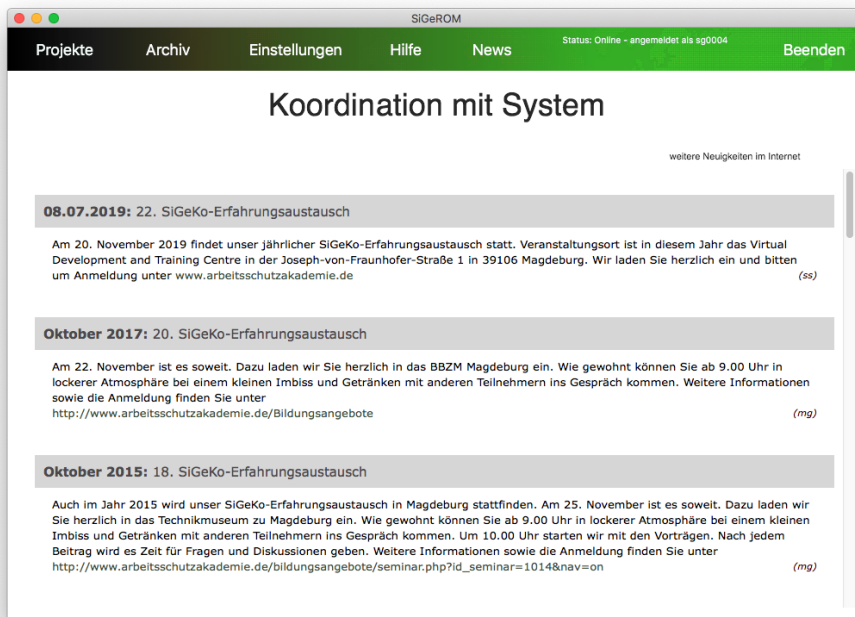 SiGeROM
Projekte Archiv Einstellungen Hilfe News Status: Online - angemeldet als sg0004 Beenden
Koordination mit System
weitere Neuigkeiten im Internet
08.07.2019: 22. SiGeKo-Erfahrungsaustausch
Am 20. November 2019 findet unser jährlicher SiGeKo-Erfahrungsaustausch statt. Veranstaltungsort ist in diesem Jahr das Virtual
Development and Training Centre in der Joseph-von-Fraunhofer-Straße 1 in 39106 Magdeburg. Wir laden Sie herzlich ein und bitten
um Anmeldung unter www.arbeitsschutzakademie.de (ss)
Oktober 2017: 20. SiGeKo-Erfahrungsaustausch
Am 22. November ist es soweit. Dazu laden wir Sie herzlich in das BBZM Magdeburg ein. Wie gewohnt können Sie ab 9.00 Uhr in
lockerer Atmosphäre bei einem kleinen Imbiss und Getränken mit anderen Teilnehmern ins Gespräch kommen. Weitere Informationen
sowie die Anmeldung finden Sie unter
http://www.arbeitsschutzakademie.de/Bildungsangebote (mg)
Oktober 2015: 18. SiGeKo-Erfahrungsaustausch
Auch im Jahr 2015 wird unser SiGeKo-Erfahrungsaustausch in Magdeburg stattfinden. Am 25. November ist es soweit. Dazu laden wir
Sie herzlich in das Technikmuseum zu Magdeburg ein. Wie gewohnt können Sie ab 9.00 Uhr in lockerer Atmosphäre bei einem kleinen
Imbiss und Getränken mit anderen Teilnehmern ins Gespräch kommen. Um 10.00 Uhr starten wir mit den Vorträgen. Nach jedem
Beitrag wird es Zeit für Fragen und Diskussionen geben. Weitere Informationen sowie die Anmeldung finden Sie unter
http://www.arbeitsschutzakademie.de/bildungsangebote/seminar.php?id_seminar=1014&nav=on (mg)